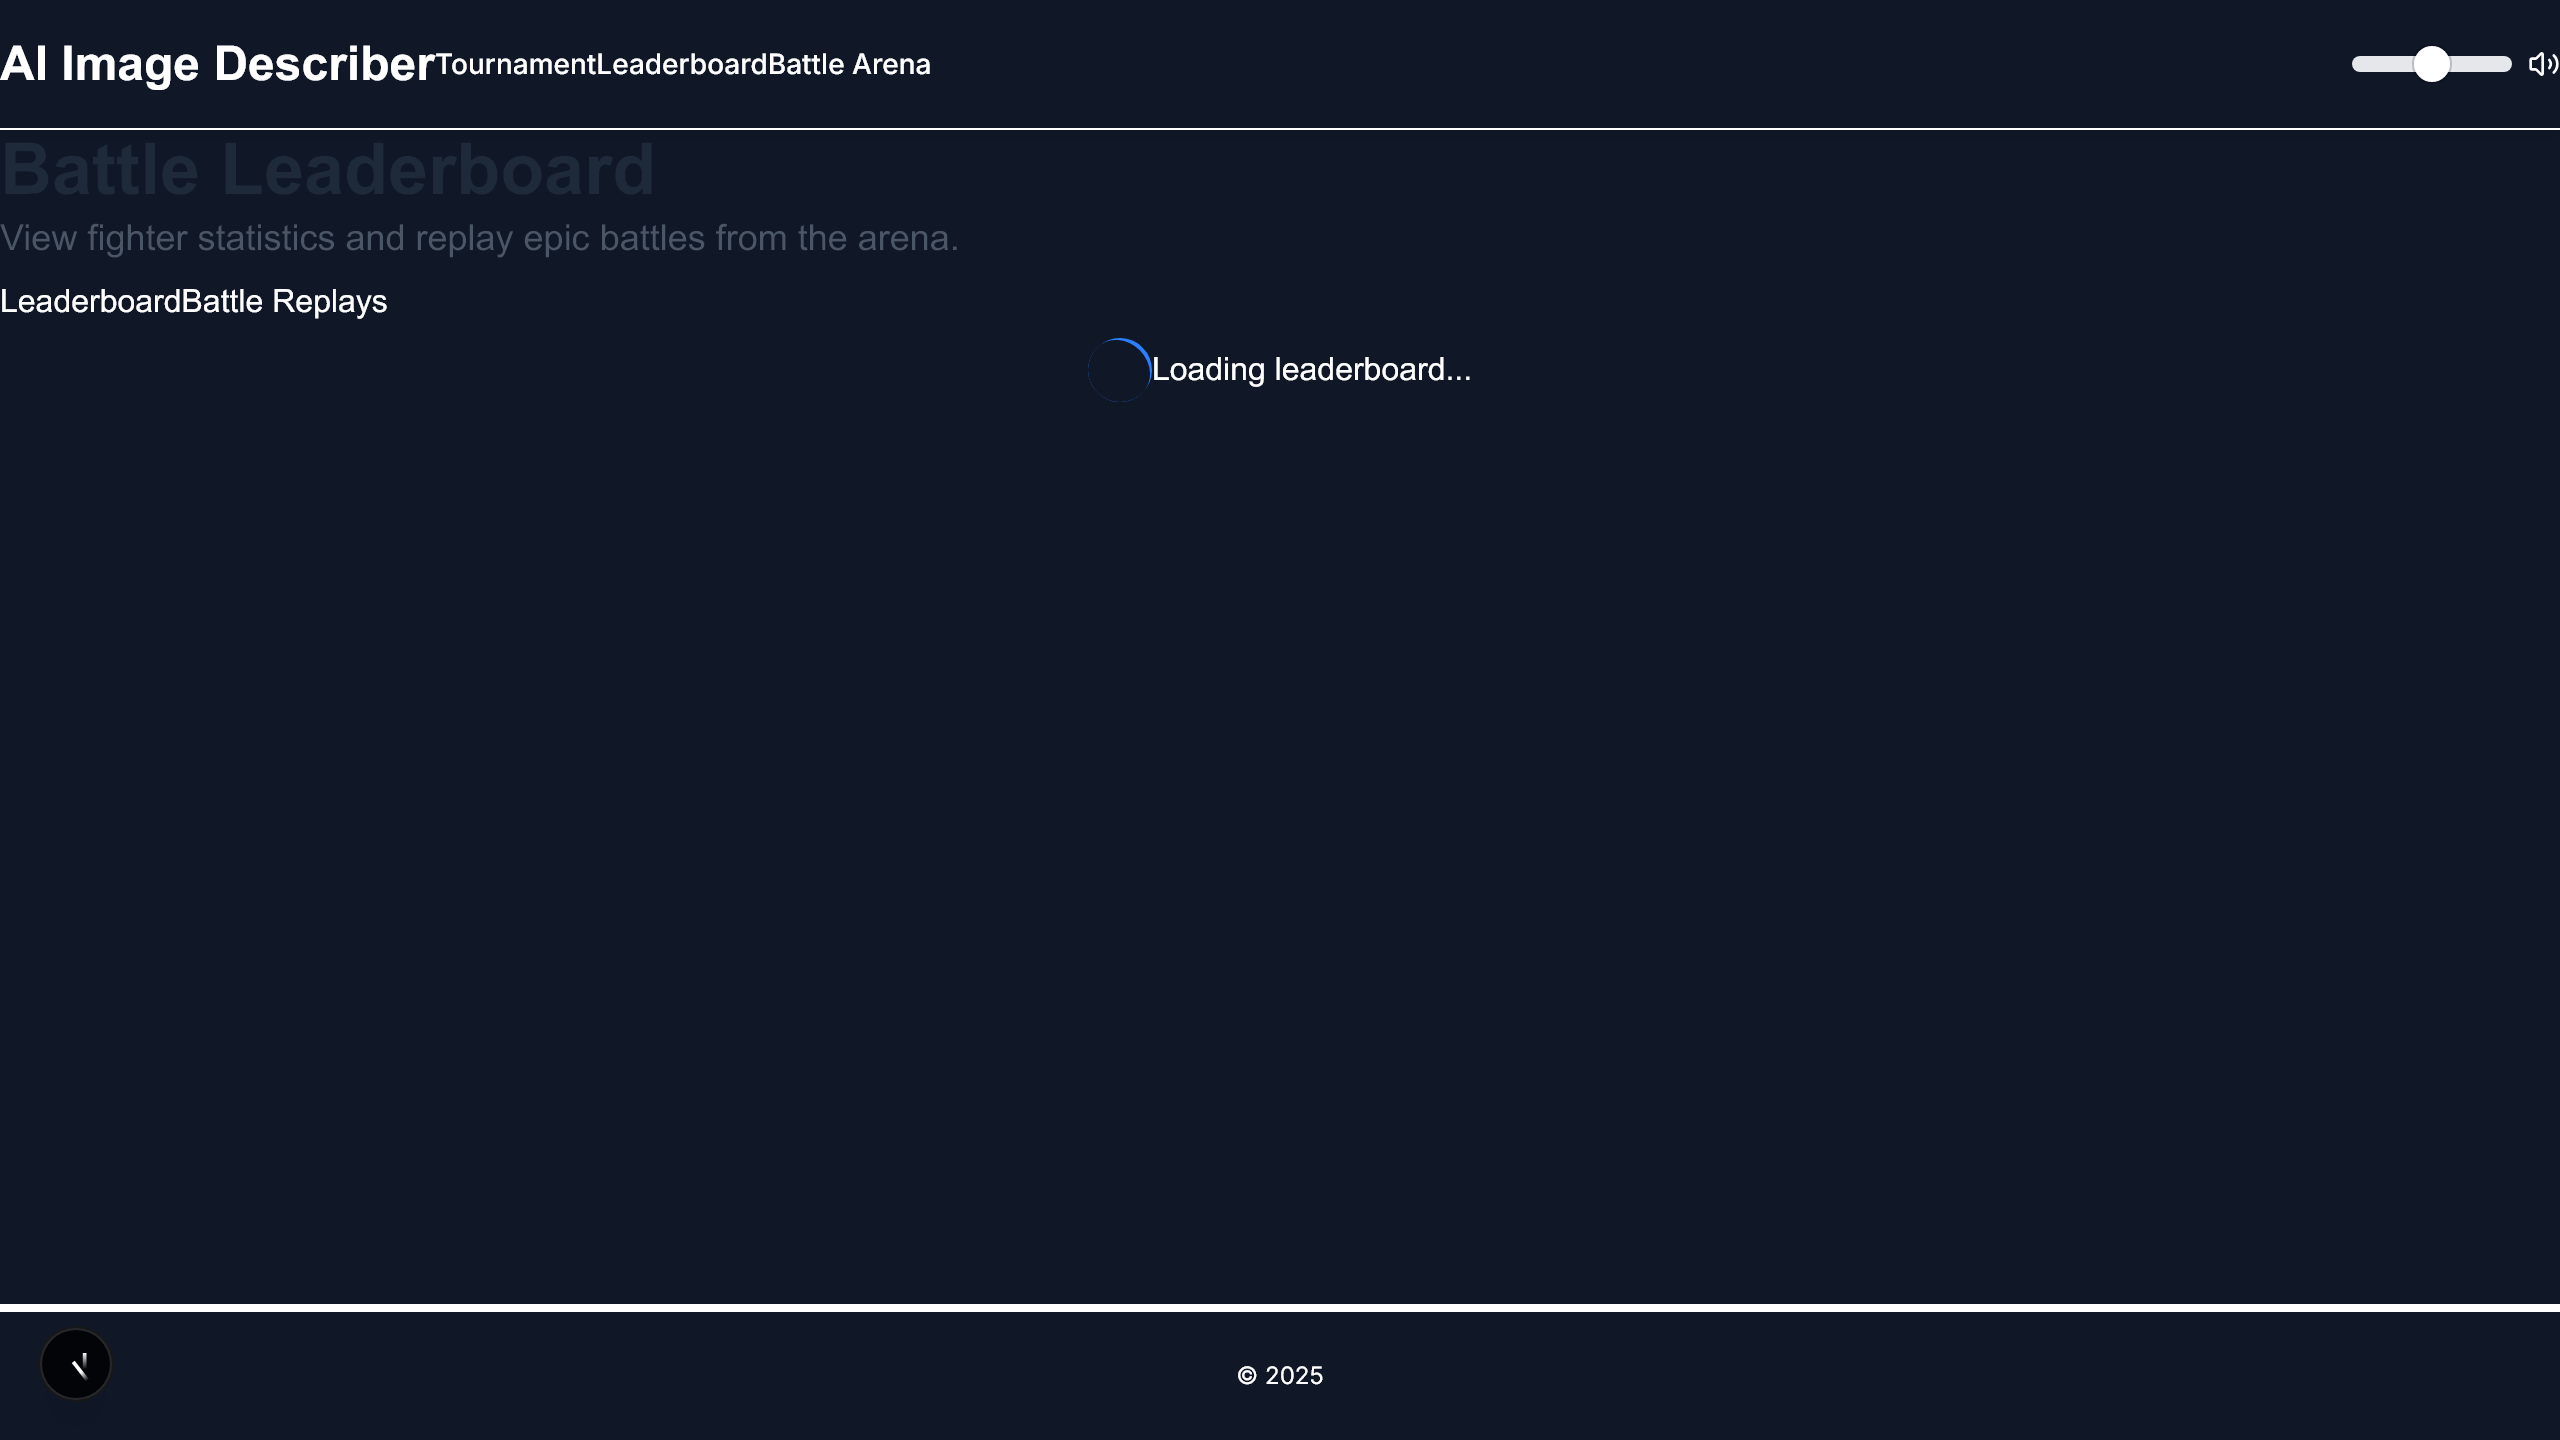 AI Image Describer Tournament Leaderboard Battle Arena
Battle Leaderboard
View fighter statistics and replay epic battles from the arena.
Leaderboard Battle Replays
Loading leaderboard...
© 2025